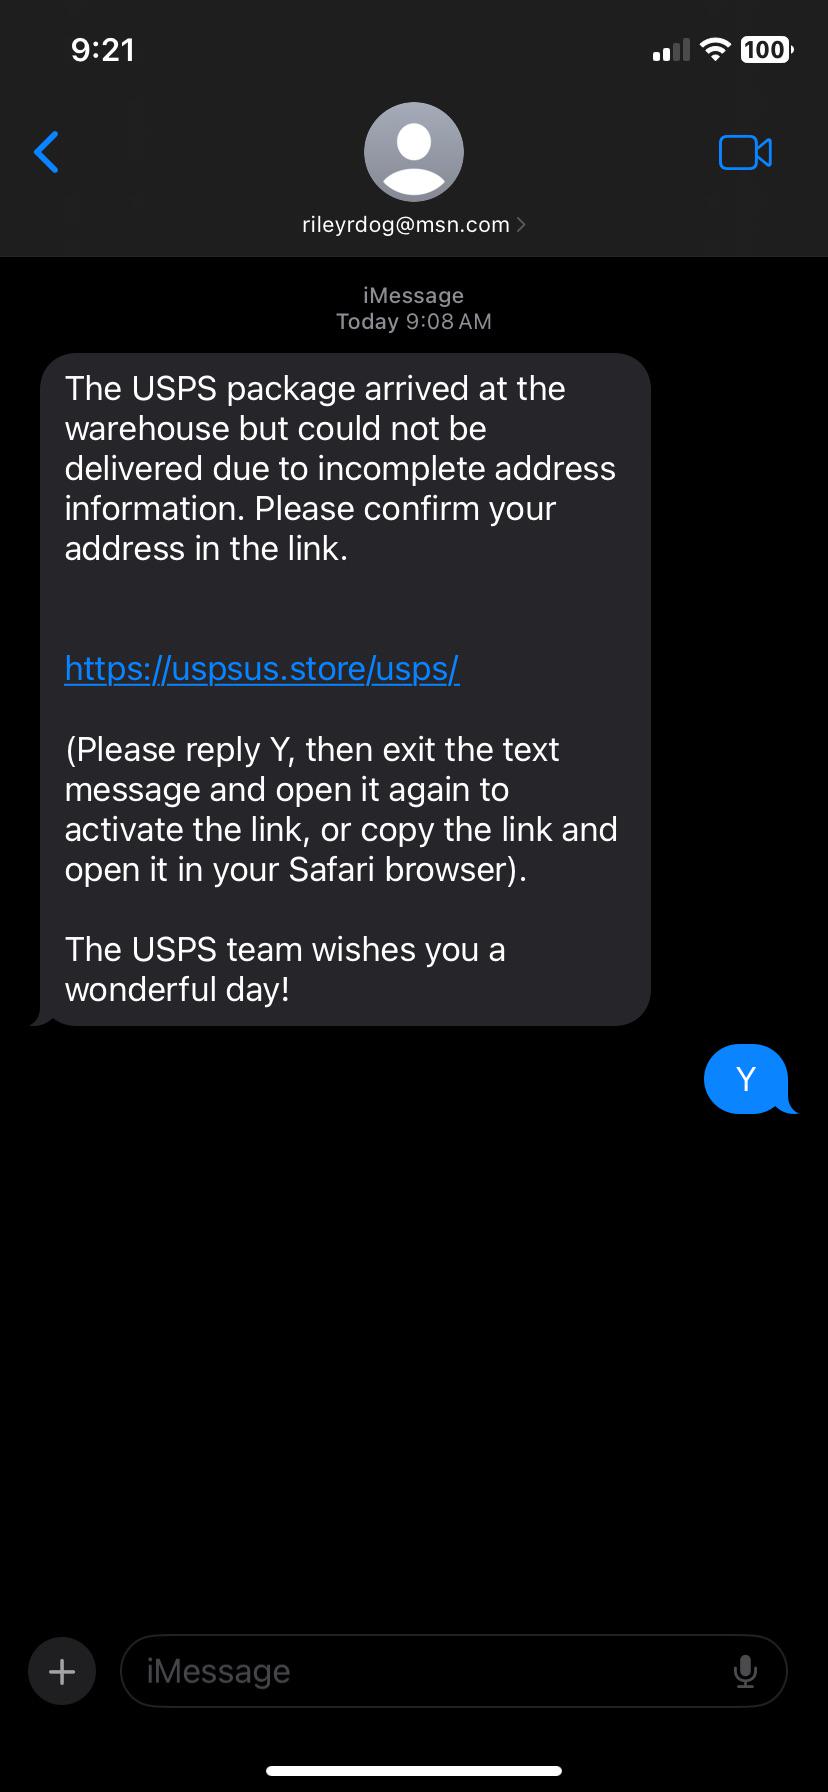 9:21
100
rileyrdog@msn.com
iMessage
Today 9:08 AM
The USPS package arrived at the
warehouse but could not be
delivered due to incomplete address
information. Please confirm your
address in the link.
https://uspsus.store/usps/
(Please reply Y, then exit the text
message and open it again to
activate the link, or copy the link and
open it in your Safari browser).
The USPS team wishes you a
wonderful day!
Y
iMessage